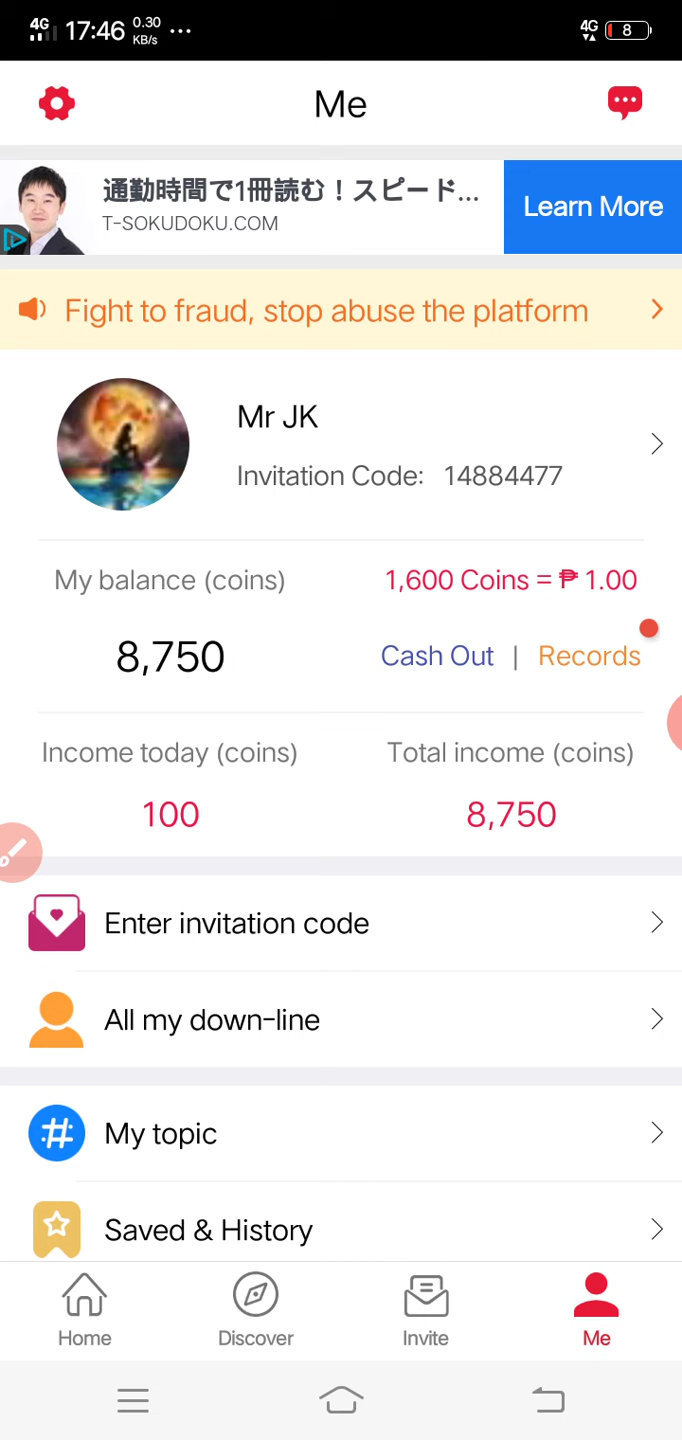 4G 17:46 0.30 KB/s ... 4G 8
Me
通勤時間で1冊読む！スピード...
T-SOKUDOKU.COM
Learn More
Fight to fraud, stop abuse the platform
Mr JK
Invitation Code: 14884477
My balance (coins) 1,600 Coins = ₱ 1.00
8,750 Cash Out | Records
Income today (coins) Total income (coins)
100 8,750
Enter invitation code
All my down-line
My topic
Saved & History
Home Discover Invite Me